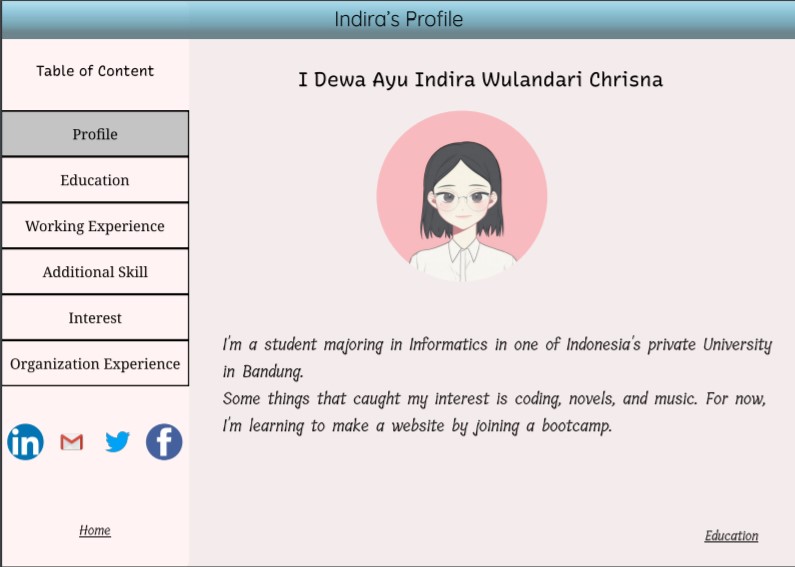 Indira's Profile
Table of Content
Profile
Education
Working Experience
Additional Skill
Interest
Organization Experience
in
f
Home
I Dewa Ayu Indira Wulandari Chrisna
I'm a student majoring in Informatics in one of Indonesia's private University
in Bandung.
Some things that caught my interest is coding, novels, and music. For now,
I'm learning to make a website by joining a bootcamp.
Education